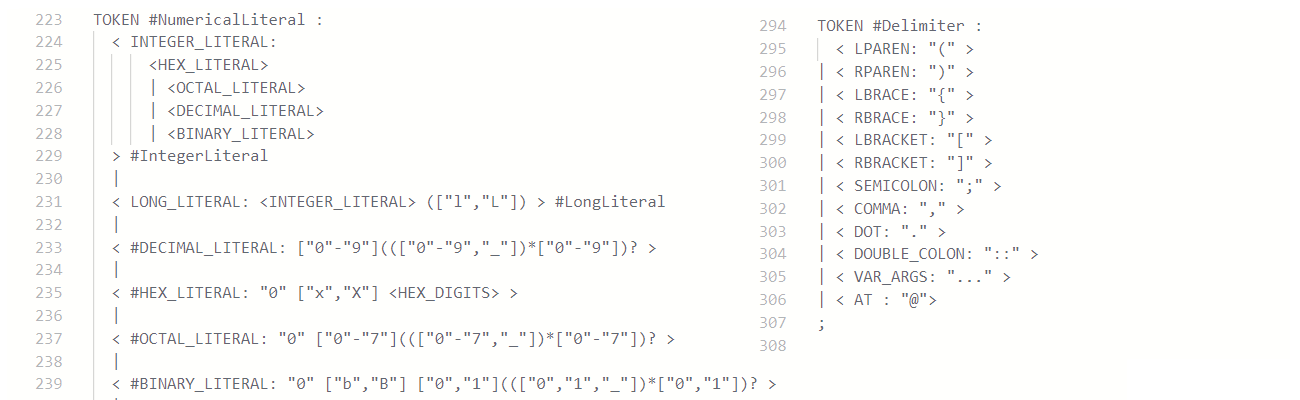 223 TOKEN #NumericalLiteral :
224 < INTEGER_LITERAL:
225 <HEX_LITERAL>
226 | <OCTAL_LITERAL>
227 | <DECIMAL_LITERAL>
228 | <BINARY_LITERAL>
229 > #IntegerLiteral
230 |
231 < LONG_LITERAL: <INTEGER_LITERAL> (["l","L"]) > #LongLiteral
232 |
233 < #DECIMAL_LITERAL: ["0"-"9"]((["0"-"9","_"])*["0"-"9"])? >
234 |
235 < #HEX_LITERAL: "0" ["x","X"] <HEX_DIGITS> >
236 |
237 < #OCTAL_LITERAL: "0" ["0"-"7"]((["0"-"7","_"])*["0"-"7"])? >
238 |
239 < #BINARY_LITERAL: "0" ["b","B"] ["0","1"]((["0","1","_"])*["0","1"])? >
294 TOKEN #Delimiter :
295 < LPAREN: "(" >
296 | < RPAREN: ")" >
297 | < LBRACE: "{" >
298 | < RBRACE: "}" >
299 | < LBRACKET: "[" >
300 | < RBRACKET: "]" >
301 | < SEMICOLON: ";" >
302 | < COMMA: "," >
303 | < DOT: "." >
304 | < DOUBLE_COLON: "::" >
305 | < VAR_ARGS: "..." >
306 | < AT : "@">
307 ;
308